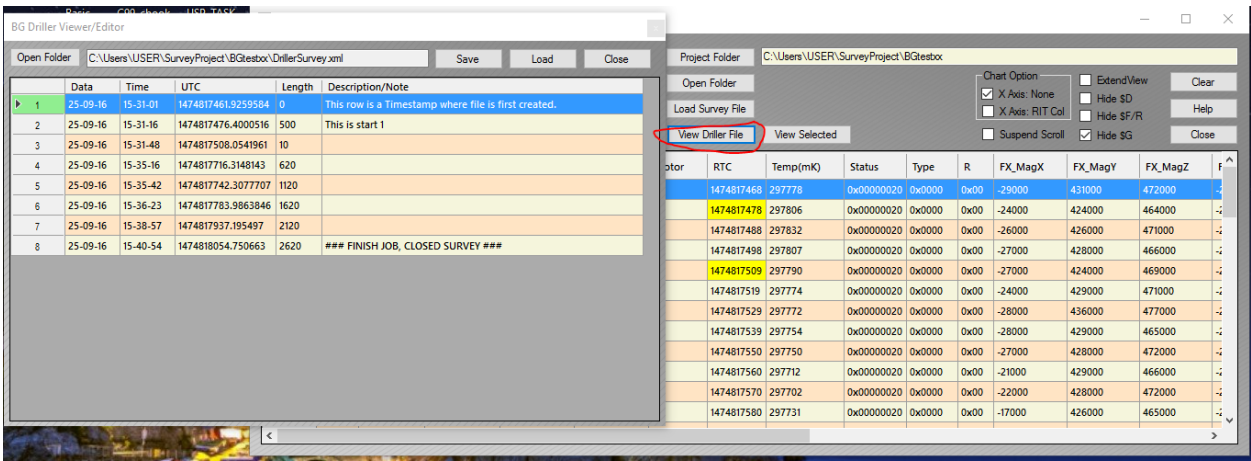 BG Driller Viewer/Editor
Open Folder C:\Users\USER\SurveyProject\BGtestxx\DrillerSurvey.xml Save Load Close
Data Time UTC Length Description/Note
1 25-09-16 15-31-01 1474817461.9259584 0 This row is a Timestamp where file is first created.
2 25-09-16 15-31-16 1474817476.4000516 500 This is start 1
3 25-09-16 15-31-48 1474817508.0541961 10
4 25-09-16 15-35-16 1474817716.3148143 620
5 25-09-16 15-35-42 1474817742.3077707 1120
6 25-09-16 15-36-23 1474817783.9863846 1620
7 25-09-16 15-38-57 1474817937.195497 2120
8 25-09-16 15-40-54 1474818054.750663 2620 ### FINISH JOB, CLOSED SURVEY ###
Project Folder C:\Users\USER\SurveyProject\BGtestxx
Open Folder Chart Option ExtendView Clear
X Axis: None Hide $D
Load Survey File X Axis: RIT Col Hide $F/R Help
View Driller File View Selected Suspend Scroll Hide $G Close
otor RTC Temp(mK) Status Type R FX_MagX FX_MagY FX_MagZ
1474817468 297778 0x00000020 0x0000 0x00 -29000 431000 472000
1474817478 297806 0x00000020 0x0000 0x00 -24000 424000 464000
1474817488 297832 0x00000020 0x0000 0x00 -26000 426000 471000
1474817498 297807 0x00000020 0x0000 0x00 -27000 428000 466000
1474817509 297790 0x00000020 0x0000 0x00 -27000 424000 469000
1474817519 297774 0x00000020 0x0000 0x00 -24000 429000 471000
1474817529 297772 0x00000020 0x0000 0x00 -28000 436000 477000
1474817539 297754 0x00000020 0x0000 0x00 -28000 429000 465000
1474817550 297750 0x00000020 0x0000 0x00 -27000 428000 472000
1474817560 297712 0x00000020 0x0000 0x00 -21000 429000 466000
1474817570 297702 0x00000020 0x0000 0x00 -22000 428000 472000
1474817580 297731 0x00000020 0x0000 0x00 -17000 426000 465000